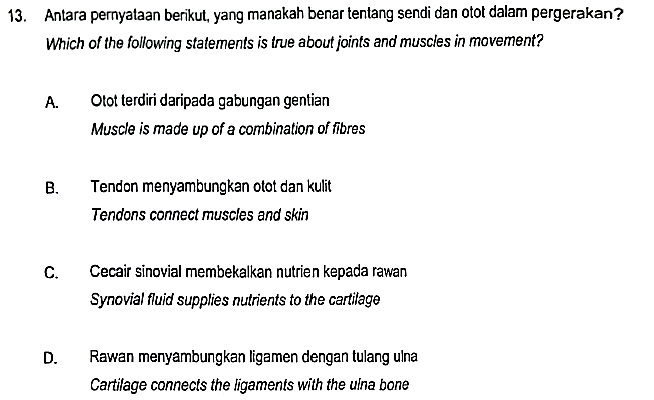 13. Antara pernyataan berikut, yang manakah benar tentang sendi dan otot dalam pergerakan?
Which of the following statements is true about joints and muscles in movement?
A. Otot terdiri daripada gabungan gentian
Muscle is made up of a combination of fibres
B. Tendon menyambungkan otot dan kulit
Tendons connect muscles and skin
C. Cecair sinovial membekalkan nutrien kepada rawan
Synovial fluid supplies nutrients to the cartilage
D. Rawan menyambungkan ligamen dengan tulang ulna
Cartilage connects the ligaments with the ulna bone